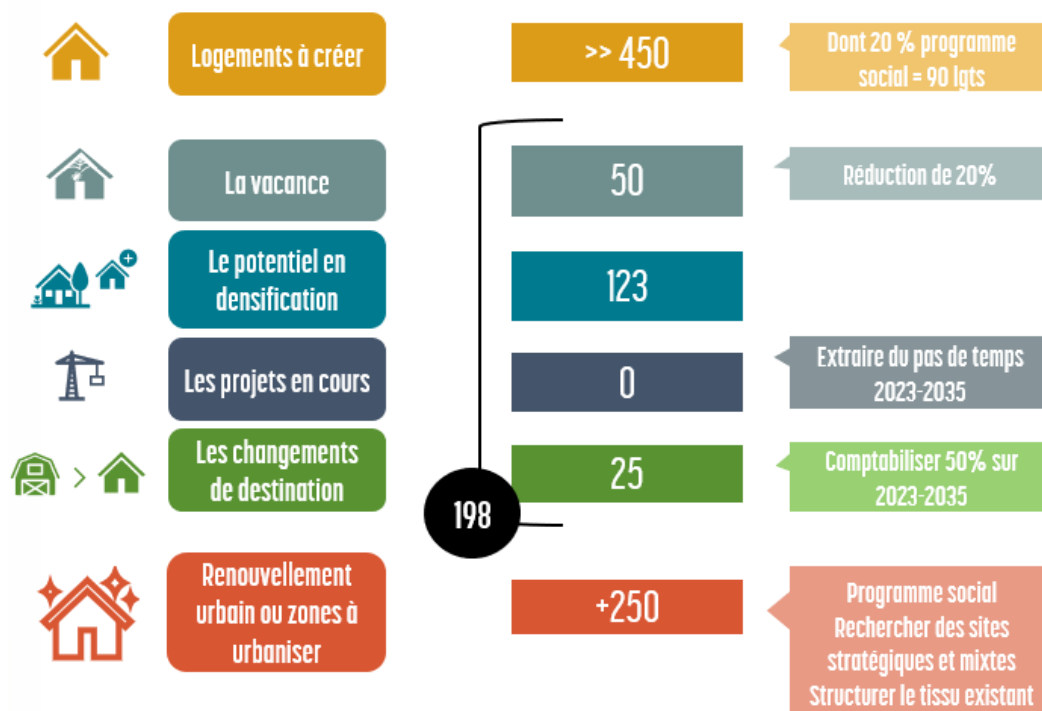 Logements à créer
>> 450
Dont 20 % programme
social = 90 lgts
La vacance
50
Réduction de 20%
Le potentiel en
densification
123
Les projets en cours
0
Extraire du pas de temps
2023-2035
Les changements
de destination
25
Comptabiliser 50% sur
2023-2035
198
Renouvellement
urbain ou zones à
urbaniser
+250
Programme social
Rechercher des sites
stratégiques et mixtes
Structurer le tissu existant